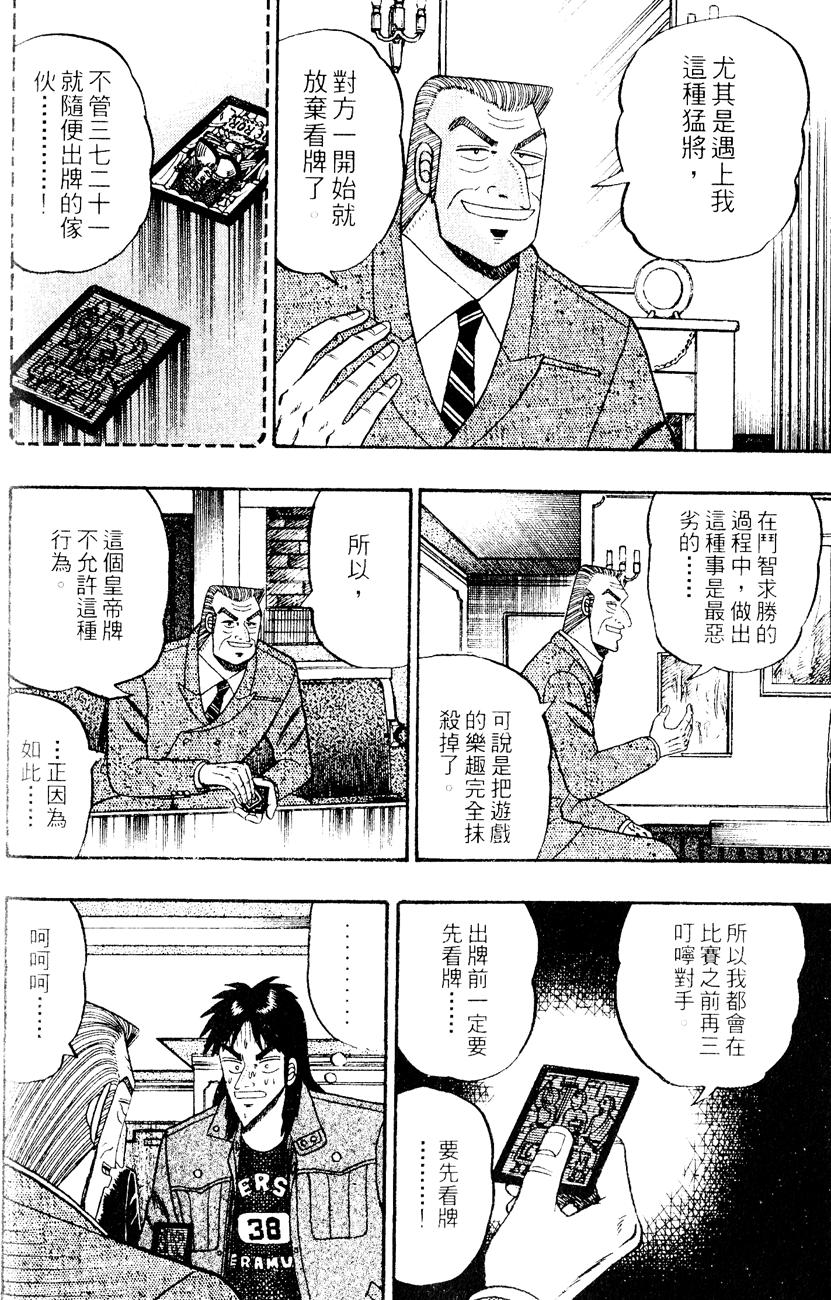 尤其是遇上我
這種猛將，
對方一開始就
放棄看牌了。
不管三七二十一
就隨便出牌的傢
伙…………！
在鬥智求勝的
過程中，做出
這種事是最惡
劣的……
可說是把遊戲
的樂趣完全抹
殺掉了。
所以，
這個皇帝牌
不允許這種
行為。
…正因為
如此……
所以我都會在
比賽之前再三
叮嚀對手。
出牌前一定要
先看牌……
要先看牌
………！
………
呵呵呵……
ERS
38
ERAMU